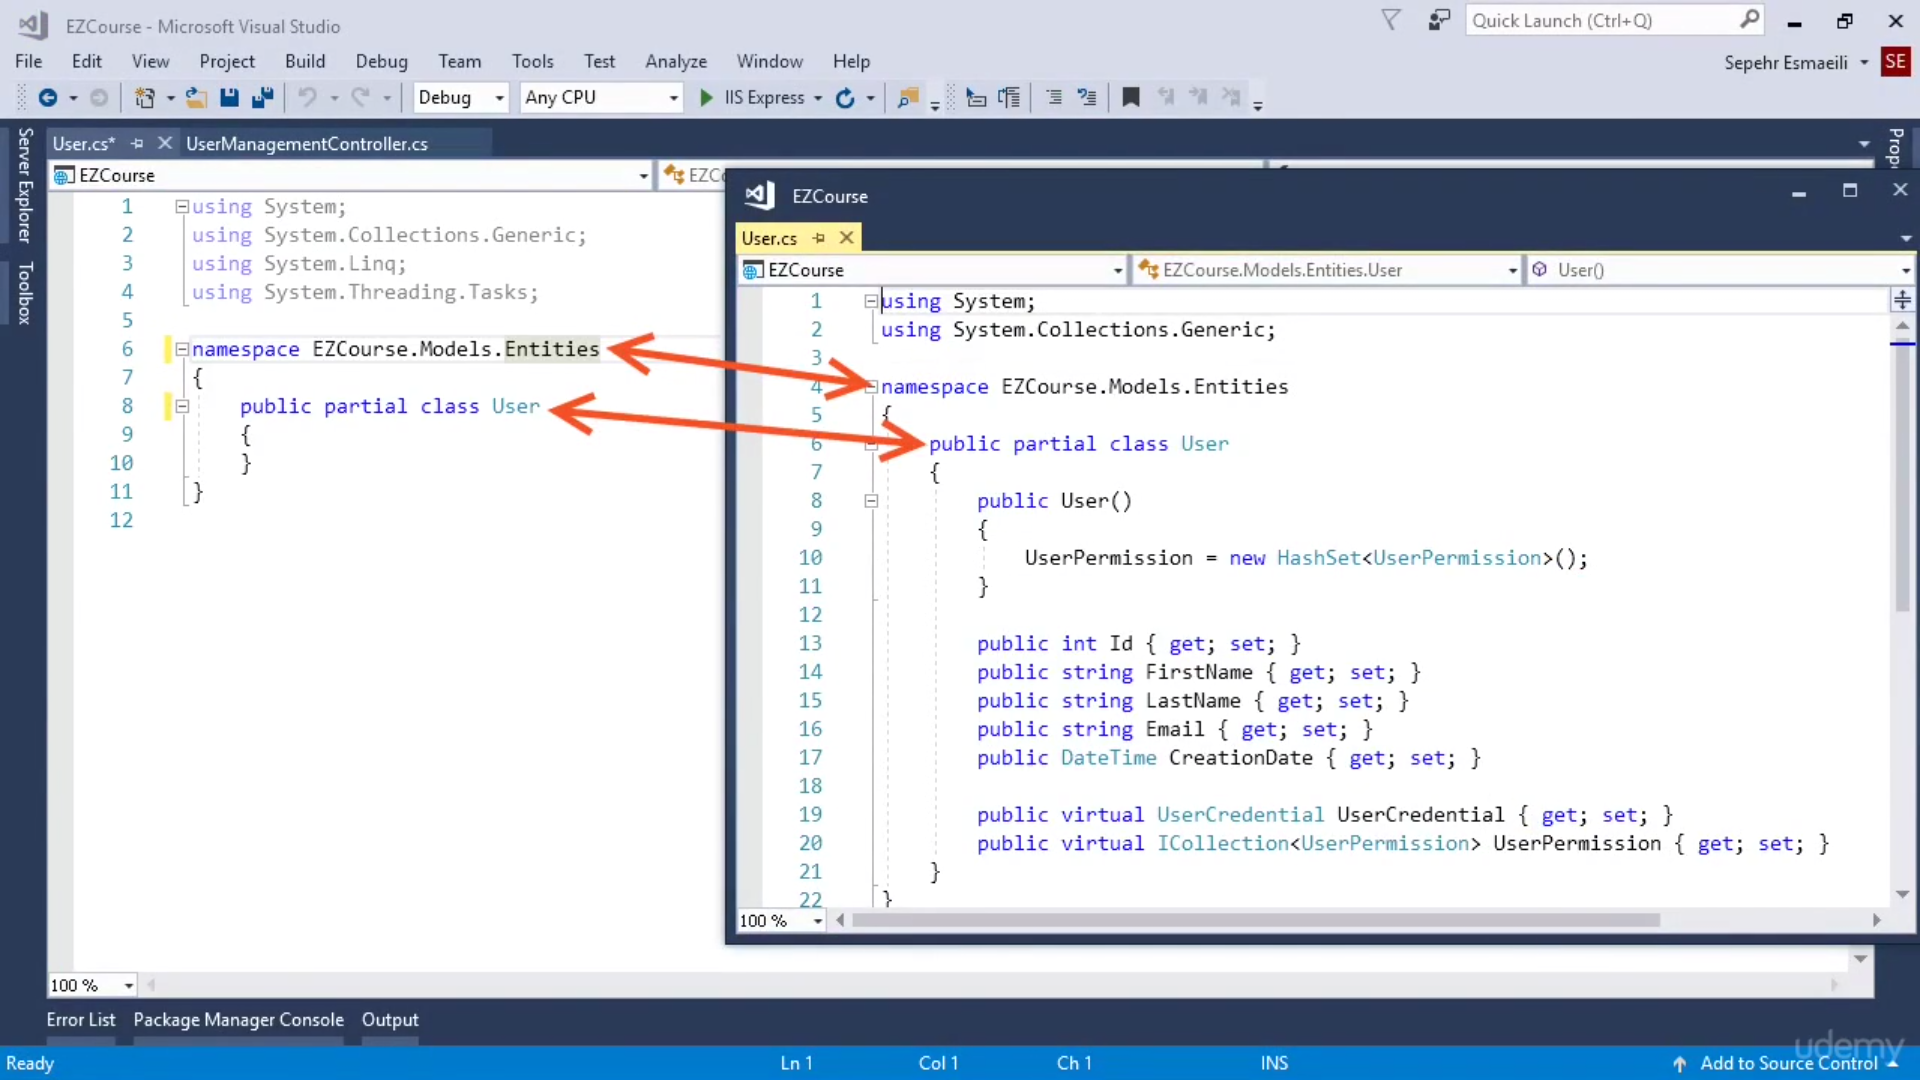 EZCourse - Microsoft Visual Studio
Quick Launch (Ctrl+Q)
File Edit View Project Build Debug Team Tools Test Analyze Window Help
Sepehr Esmaeili SE
Debug Any CPU IIS Express
Server Explorer
Toolbox
User.cs* UserManagementController.cs
EZCourse
1 using System;
2 using System.Collections.Generic;
3 using System.Linq;
4 using System.Threading.Tasks;
5
6 namespace EZCourse.Models.Entities
7 {
8 public partial class User
9 {
10 }
11 }
12
100 %
EZCourse
User.cs
EZCourse EZCourse.Models.Entities.User User()
1 using System;
2 using System.Collections.Generic;
3
4 namespace EZCourse.Models.Entities
5 {
6 public partial class User
7 {
8 public User()
9 {
10 UserPermission = new HashSet<UserPermission>();
11 }
12
13 public int Id { get; set; }
14 public string FirstName { get; set; }
15 public string LastName { get; set; }
16 public string Email { get; set; }
17 public DateTime CreationDate { get; set; }
18
19 public virtual UserCredential UserCredential { get; set; }
20 public virtual ICollection<UserPermission> UserPermission { get; set; }
21 }
22 }
100 %
Error List Package Manager Console Output
Ready Ln 1 Col 1 Ch 1 INS Add to Source Control
udemy